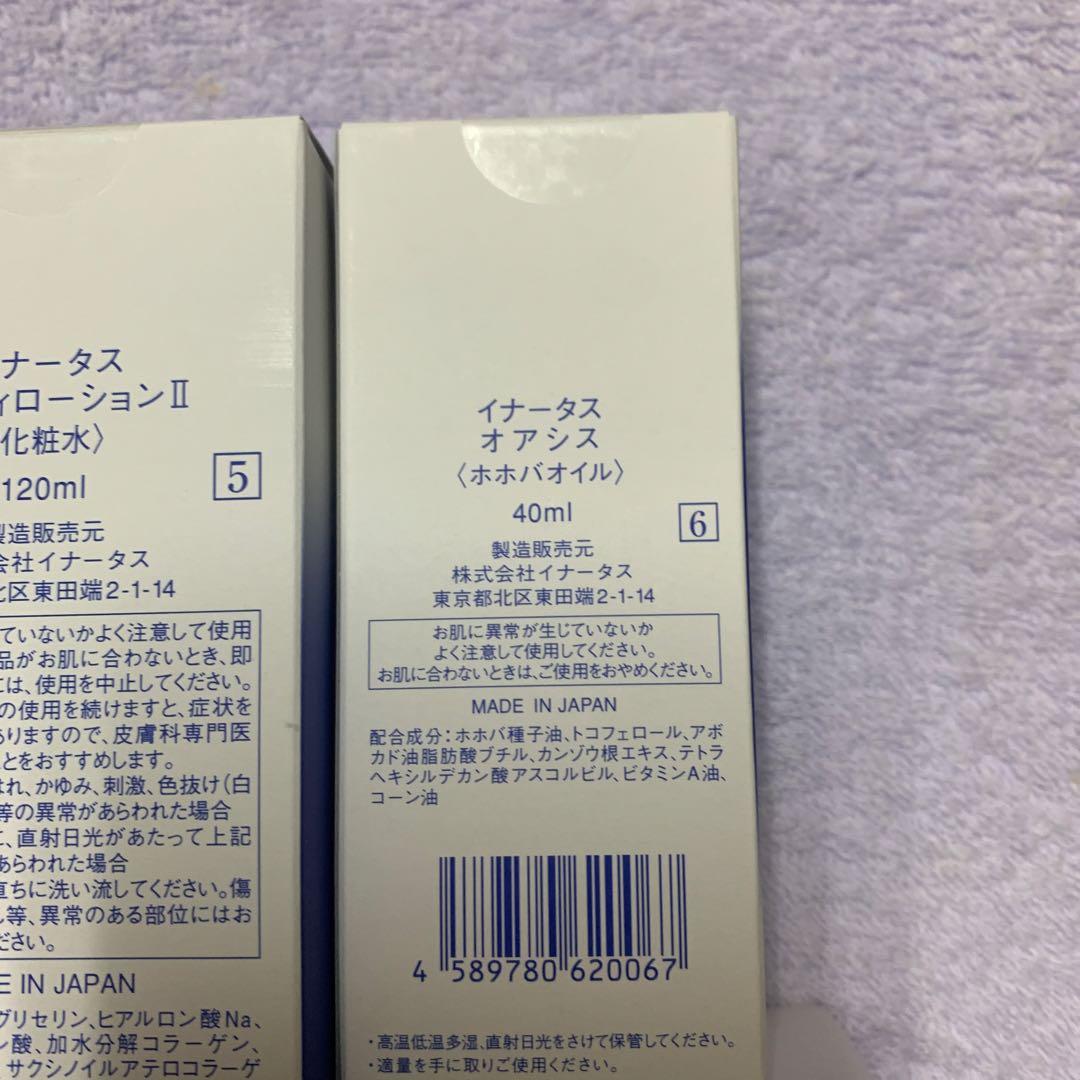 ナータス
ィローションⅡ
化粧水〉
120ml
5
製造販売元
会社イナータス
北区東田端2-1-14
ていないかよく注意して使用
品がお肌に合わないとき、即
には、使用を中止してください。
の使用を続けますと、症状を
ありますので、皮膚科専門医
ことをおすすめします。
はれ、かゆみ、刺激、色抜け(白
等の異常があらわれた場合
に、直射日光があたって上記
あらわれた場合
直ちに洗い流してください。傷
し等、異常のある部位にはお
ださい。
E IN JAPAN
グリセリン、ヒアルロン酸Na、
ン酸、加水分解コラーゲン、
サクシノイルアテロコラーゲ
イナータス
オアシス
〈ホホバオイル〉
40ml
6
製造販売元
株式会社イナータス
東京都北区東田端2-1-14
お肌に異常が生じていないか
よく注意して使用してください。
お肌に合わないときは、ご使用をおやめください。
MADE IN JAPAN
配合成分:ホホバ種子油、トコフェロール、アボ
カド油脂肪酸ブチル、カンゾウ根エキス、テトラ
ヘキシルデカン酸アスコルビル、ビタミンA油、
コーン油
4 589780 620067
・高温低温多湿、直射日光をさけて保管してください。
・適量を手に取りご使用ください。